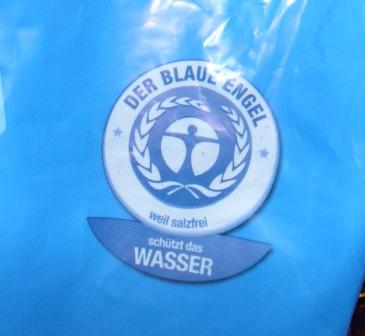 DER BLAUE ENGEL
weil salzfrei
schützt das
WASSER